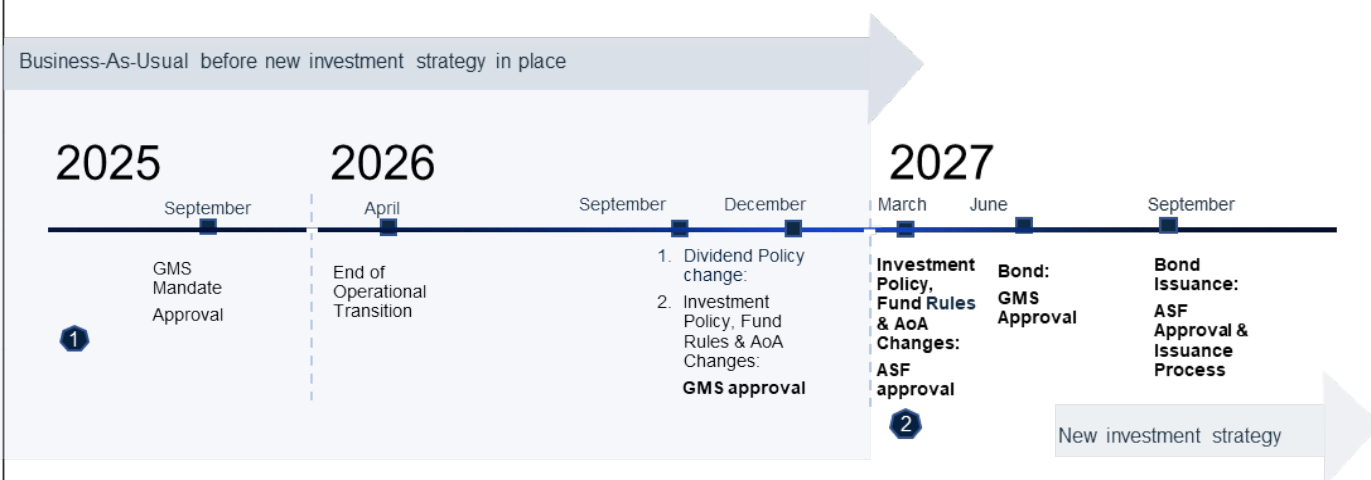 Business-As-Usual before new investment strategy in place
2025
2026
2027
September
April
September
December
March
June
September
GMS
Mandate
Approval
1
End of
Operational
Transition
1. Dividend Policy
change:
2. Investment
Policy, Fund
Rules & AoA
Changes:
GMS approval
Investment
Policy,
Fund Rules
& AoA
Changes:
ASF
approval
2
Bond:
GMS
Approval
Bond
Issuance:
ASF
Approval &
Issuance
Process
New investment strategy